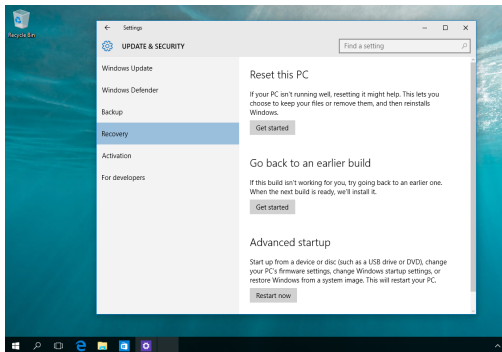 Recycle Bin
Settings
UPDATE & SECURITY
Find a setting
Windows Update
Windows Defender
Backup
Recovery
Activation
For developers
Reset this PC
If your PC isn't running well, resetting it might help. This lets you
choose to keep your files or remove them, and then reinstalls
Windows.
Get started
Go back to an earlier build
If this build isn't working for you, try going back to an earlier one.
When the next build is ready, we'll install it.
Get started
Advanced startup
Start up from a device or disc (such as a USB drive or DVD), change
your PC's firmware settings, change Windows startup settings, or
restore Windows from a system image. This will restart your PC.
Restart now